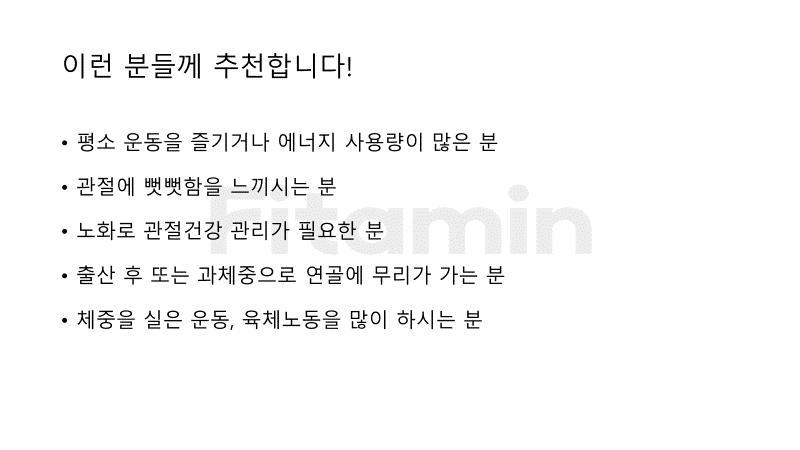 이런 분들께 추천합니다!
• 평소 운동을 즐기거나 에너지 사용량이 많은 분
• 관절에 뻣뻣함을 느끼시는 분
• 노화로 관절건강 관리가 필요한 분
• 출산 후 또는 과체중으로 연골에 무리가 가는 분
• 체중을 실은 운동, 육체노동을 많이 하시는 분
Fitamin